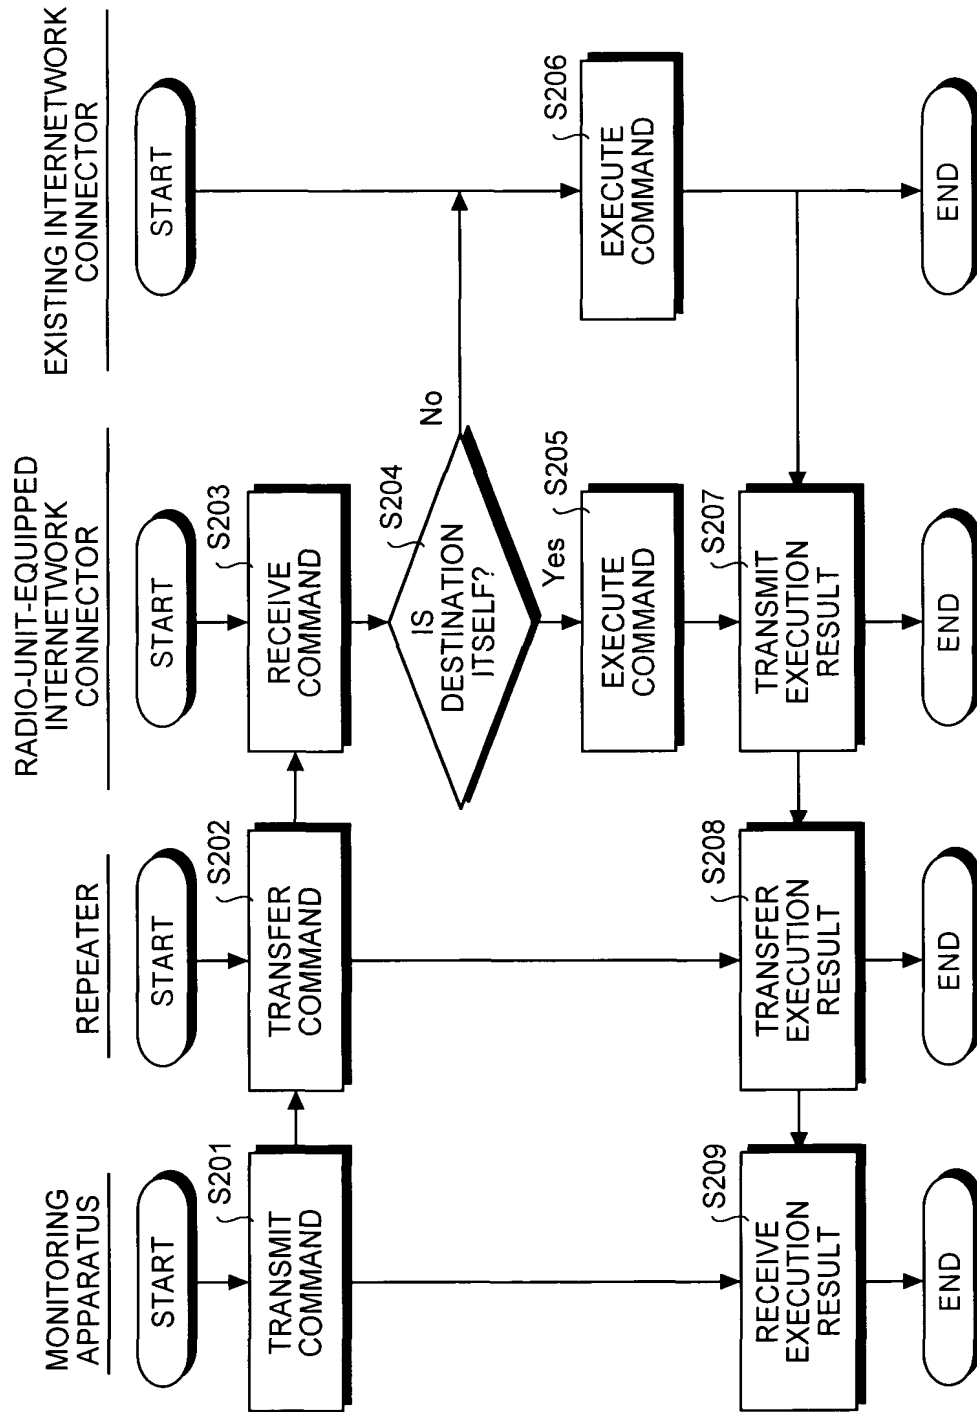 MONITORING
APPARATUS
REPEATER
RADIO-UNIT-EQUIPPED
INTERNETWORK
CONNECTOR
EXISTING INTERNETWORK
CONNECTOR
START
START
START
START
S201
TRANSMIT
COMMAND
S202
TRANSFER
COMMAND
S203
RECEIVE
COMMAND
S204
IS
DESTINATION
ITSELF?
No
Yes
S205
EXECUTE
COMMAND
S206
EXECUTE
COMMAND
S209
RECEIVE
EXECUTION
RESULT
S208
TRANSFER
EXECUTION
RESULT
S207
TRANSMIT
EXECUTION
RESULT
END
END
END
END